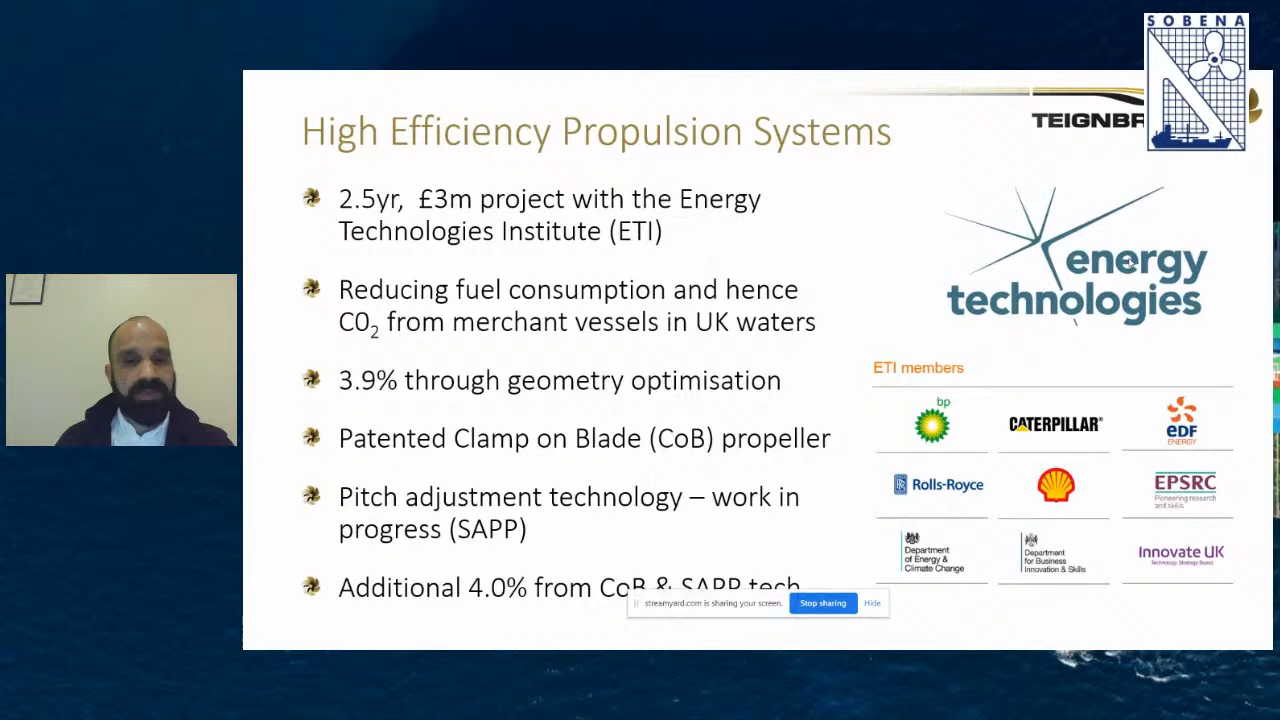 SOBENA
TEIGNBR
High Efficiency Propulsion Systems
2.5yr, £3m project with the Energy
Technologies Institute (ETI)
Reducing fuel consumption and hence
C0₂ from merchant vessels in UK waters
3.9% through geometry optimisation
Patented Clamp on Blade (CoB) propeller
Pitch adjustment technology – work in
progress (SAPP)
Additional 4.0% from CoB & SAPP tech
energy
technologies
ETI members
bp
CATERPILLAR®
eDF
ENERGY
Rolls-Royce
EPSRC
Pioneering research
and skills
Department
of Energy &
Climate Change
Department
for Business
Innovation & Skills
Innovate UK
Technology Strategy Board
streamyard.com is sharing your screen.
Stop sharing
Hide